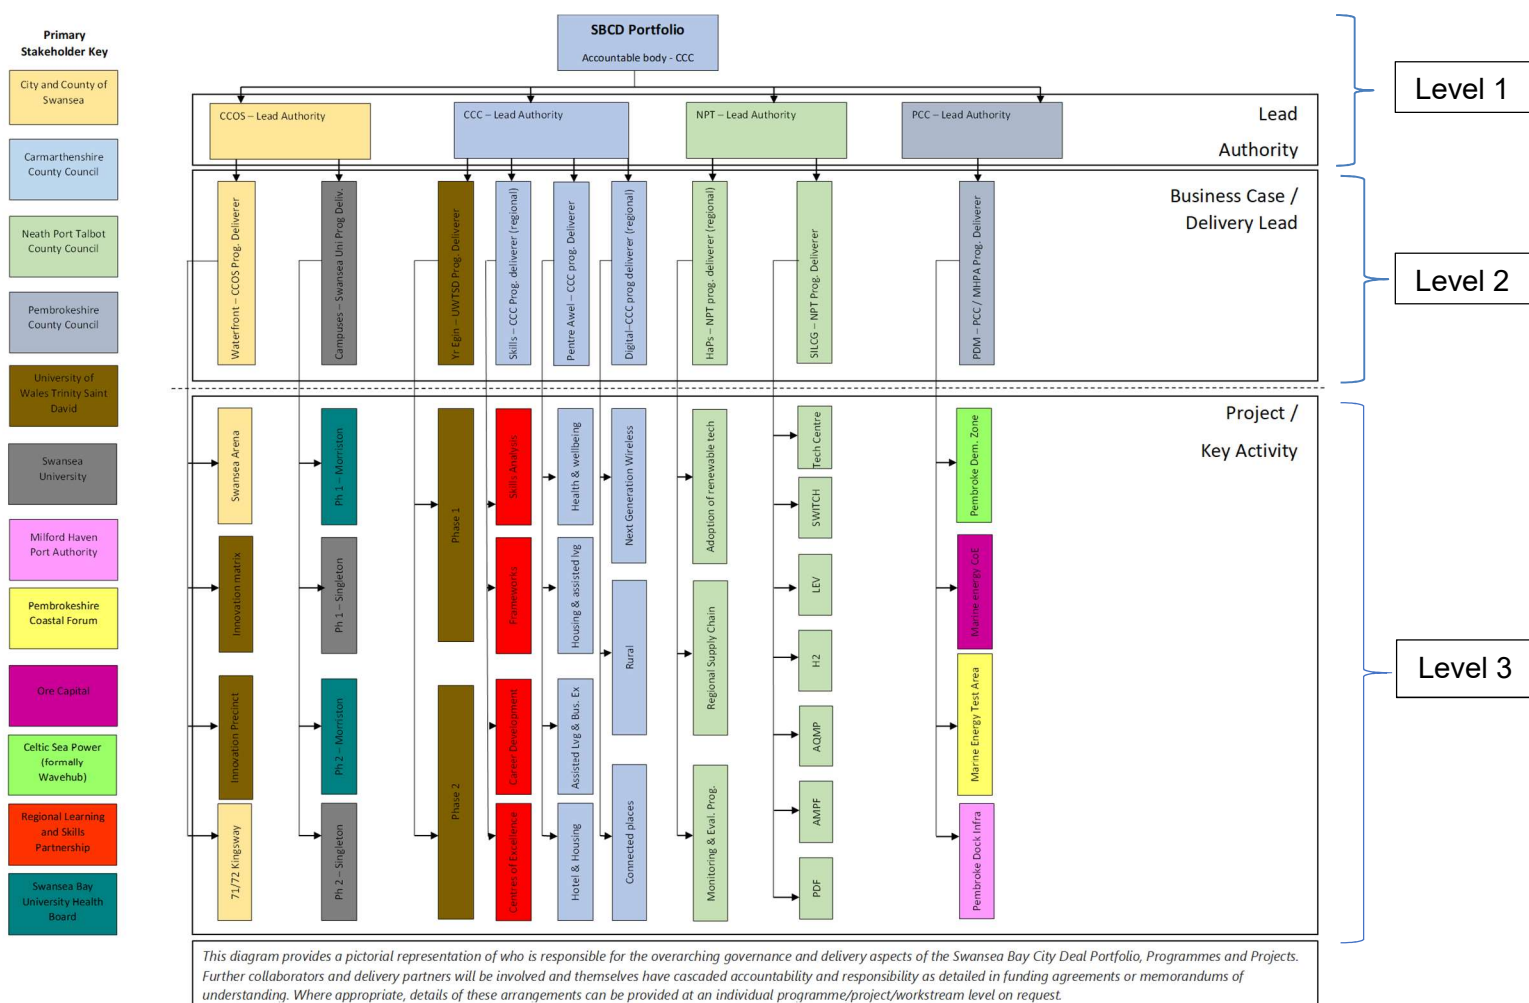 Primary
Stakeholder Key
City and County of
Swansea
Carmarthenshire
County Council
Neath Port Talbot
County Council
Pembrokeshire
County Council
University of
Wales Trinity Saint
David
Swansea
University
Milford Haven
Port Authority
Pembrokeshire
Coastal Forum
Ore Capital
Celtic Sea Power
(formally
Wavehub)
Regional Learning
and Skills
Partnership
Swansea Bay
University Health
Board
SBCD Portfolio
Accountable body - CCC
CCOS – Lead Authority
CCC – Lead Authority
NPT – Lead Authority
PCC – Lead Authority
Lead
Authority
Level 1
Waterfront – CCOS Prog. Deliverer
Campuses – Swansea Uni Prog Deliv.
Yr Egin – UWTSD Prog. Deliverer
Skills – CCC Prog. deliverer (regional)
Pentre Awel – CCC prog. Deliverer
Digital–CCC prog deliverer (regional)
HaPs – NPT prog. deliverer (regional)
SILCG – NPT Prog. Deliverer
PDM – PCC / MHPA Prog. Deliverer
Business Case /
Delivery Lead
Level 2
Swansea Arena
Innovation matrix
Innovation Precinct
71/72 Kingsway
Ph 1 – Morriston
Ph 1 – Singleton
Ph 2 – Morriston
Ph 2 – Singleton
Phase 1
Phase 2
Skills Analysis
Frameworks
Career Development
Centres of Excellence
Health & wellbeing
Housing & assisted lvg
Assisted Lvg & Bus. Ex
Hotel & Housing
Next Generation Wireless
Rural
Connected places
Adoption of renewable tech
Regional Supply Chain
Monitoring & Eval. Prog.
Tech Centre
SWITCH
LEV
H2
AQMP
AMPF
PDF
Pembroke Dem. Zone
Marine energy CoE
Marine Energy Test Area
Pembroke Dock Infra
Project /
Key Activity
Level 3
This diagram provides a pictorial representation of who is responsible for the overarching governance and delivery aspects of the Swansea Bay City Deal Portfolio, Programmes and Projects.
Further collaborators and delivery partners will be involved and themselves have cascaded accountability and responsibility as detailed in funding agreements or memorandums of
understanding. Where appropriate, details of these arrangements can be provided at an individual programme/project/workstream level on request.